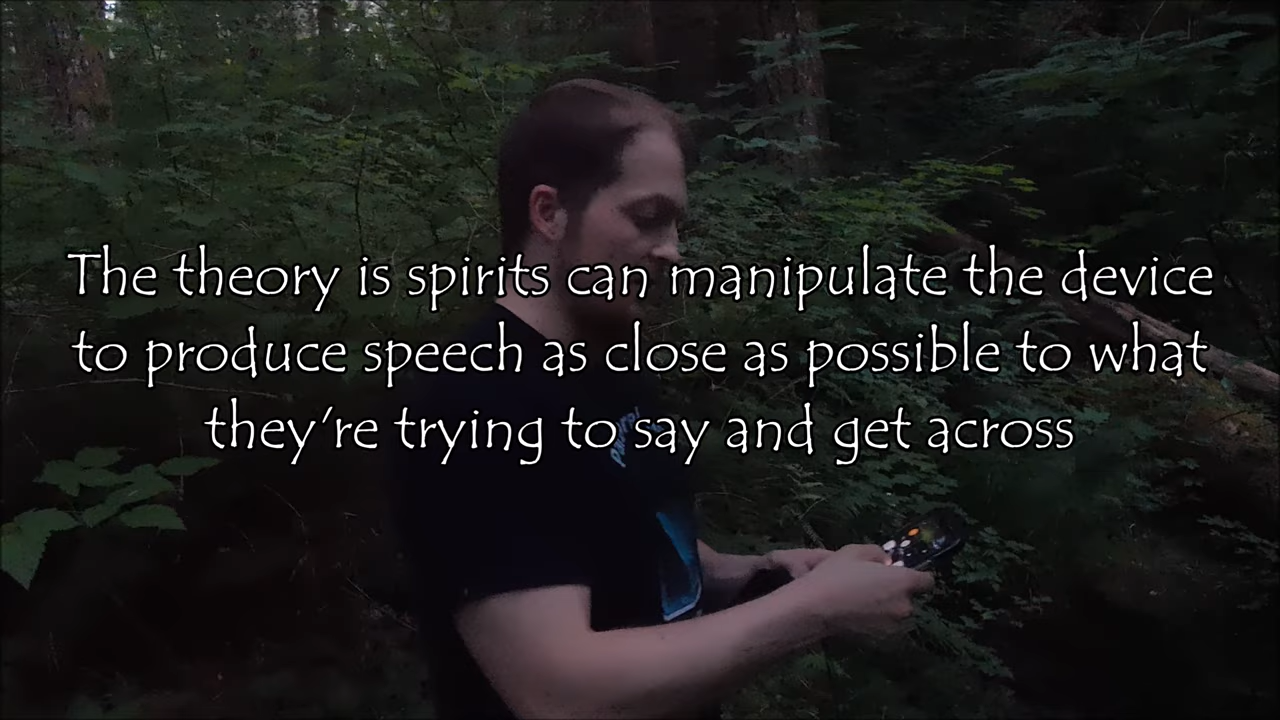 The theory is spirits can manipulate the device
to produce speech as close as possible to what
they're trying to say and get across